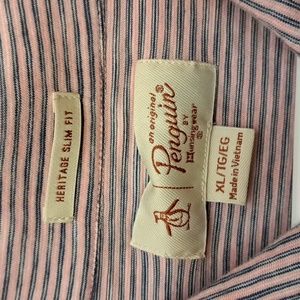 HERITAGE SLIM FIT
an original
Penguin®
BY
Munsingwear®
XL/TG/EG
Made in Vietnam